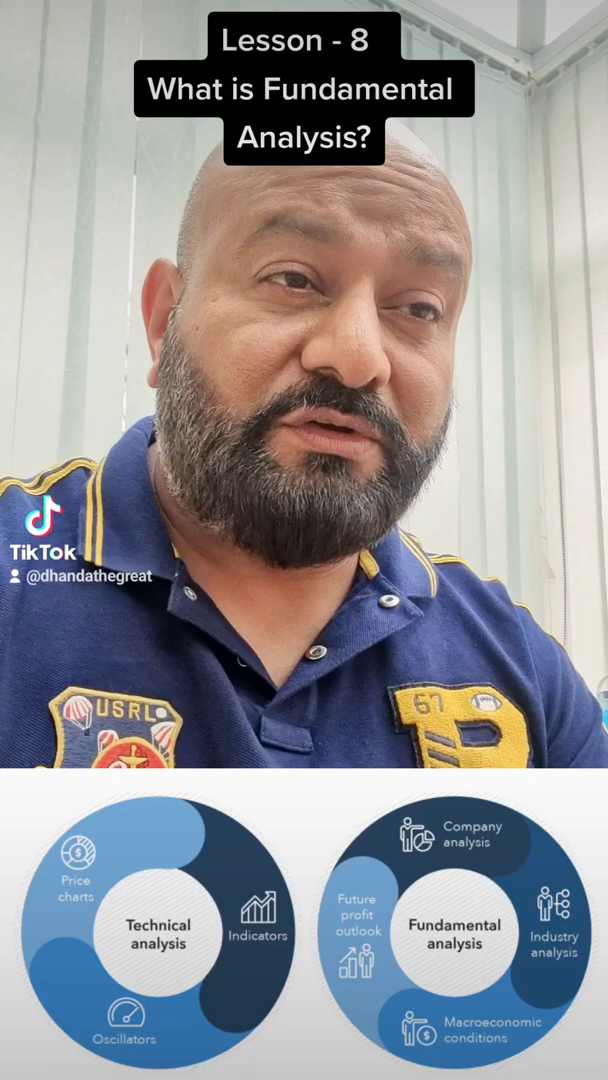 Lesson - 8
What is Fundamental
Analysis?
TikTok
@dhandathegreat
USRL
67
P
Price
charts
Technical
analysis
Indicators
Oscillators
Company
analysis
Future
profit
outlook
Fundamental
analysis
Industry
analysis
Macroeconomic
conditions